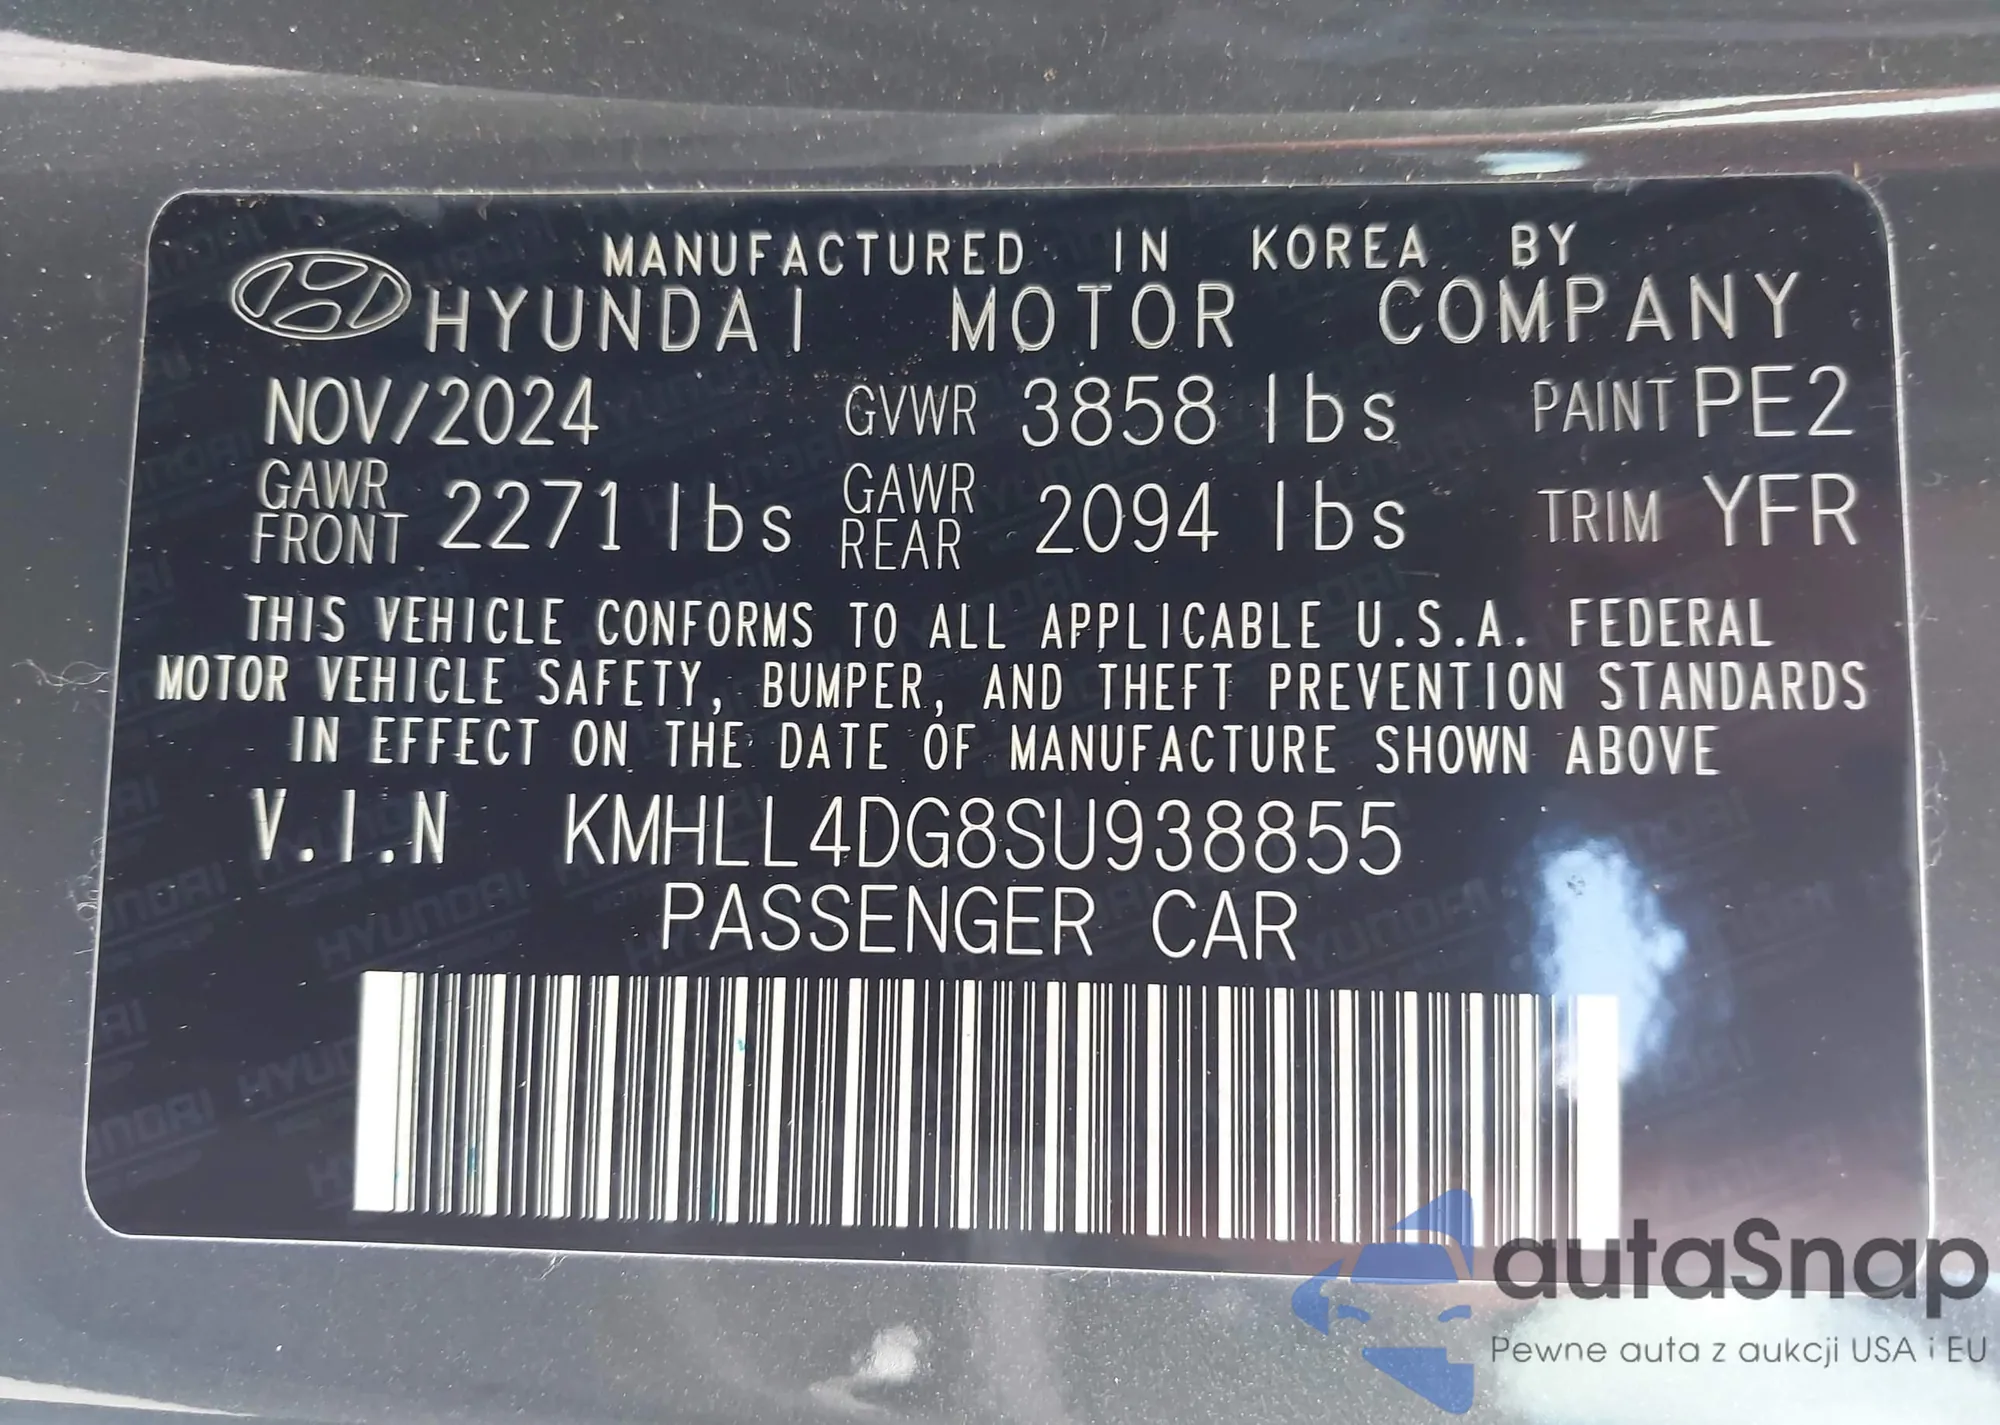 MANUFACTURED IN KOREA BY
HYUNDAI MOTOR COMPANY
NOV/2024 GVWR 3858 lbs PAINT PE2
GAWR FRONT 2271 lbs GAWR REAR 2094 lbs TRIM YFR
THIS VEHICLE CONFORMS TO ALL APPLICABLE U.S.A. FEDERAL
MOTOR VEHICLE SAFETY, BUMPER, AND THEFT PREVENTION STANDARDS
IN EFFECT ON THE DATE OF MANUFACTURE SHOWN ABOVE
V.I.N KMHLL4DG8SU938855
PASSENGER CAR
autaSnap
Pewne auta z aukcji USA i EU